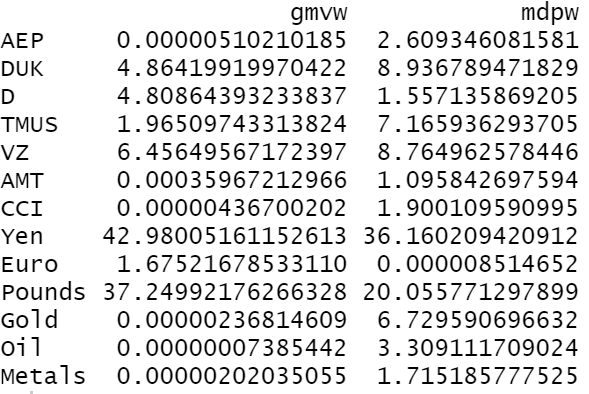 gmvw mdpw
AEP 0.00000510210185 2.609346081581
DUK 4.86419919970422 8.936789471829
D 4.80864393233837 1.557135869205
TMUS 1.96509743313824 7.165936293705
VZ 6.45649567172397 8.764962578446
AMT 0.00035967212966 1.095842697594
CCI 0.00000436700202 1.900109590995
Yen 42.98005161152613 36.160209420912
Euro 1.67521678533110 0.000008514652
Pounds 37.24992176266328 20.055771297899
Gold 0.00000236814609 6.729590696632
Oil 0.00000007385442 3.309111709024
Metals 0.00000202035055 1.715185777525